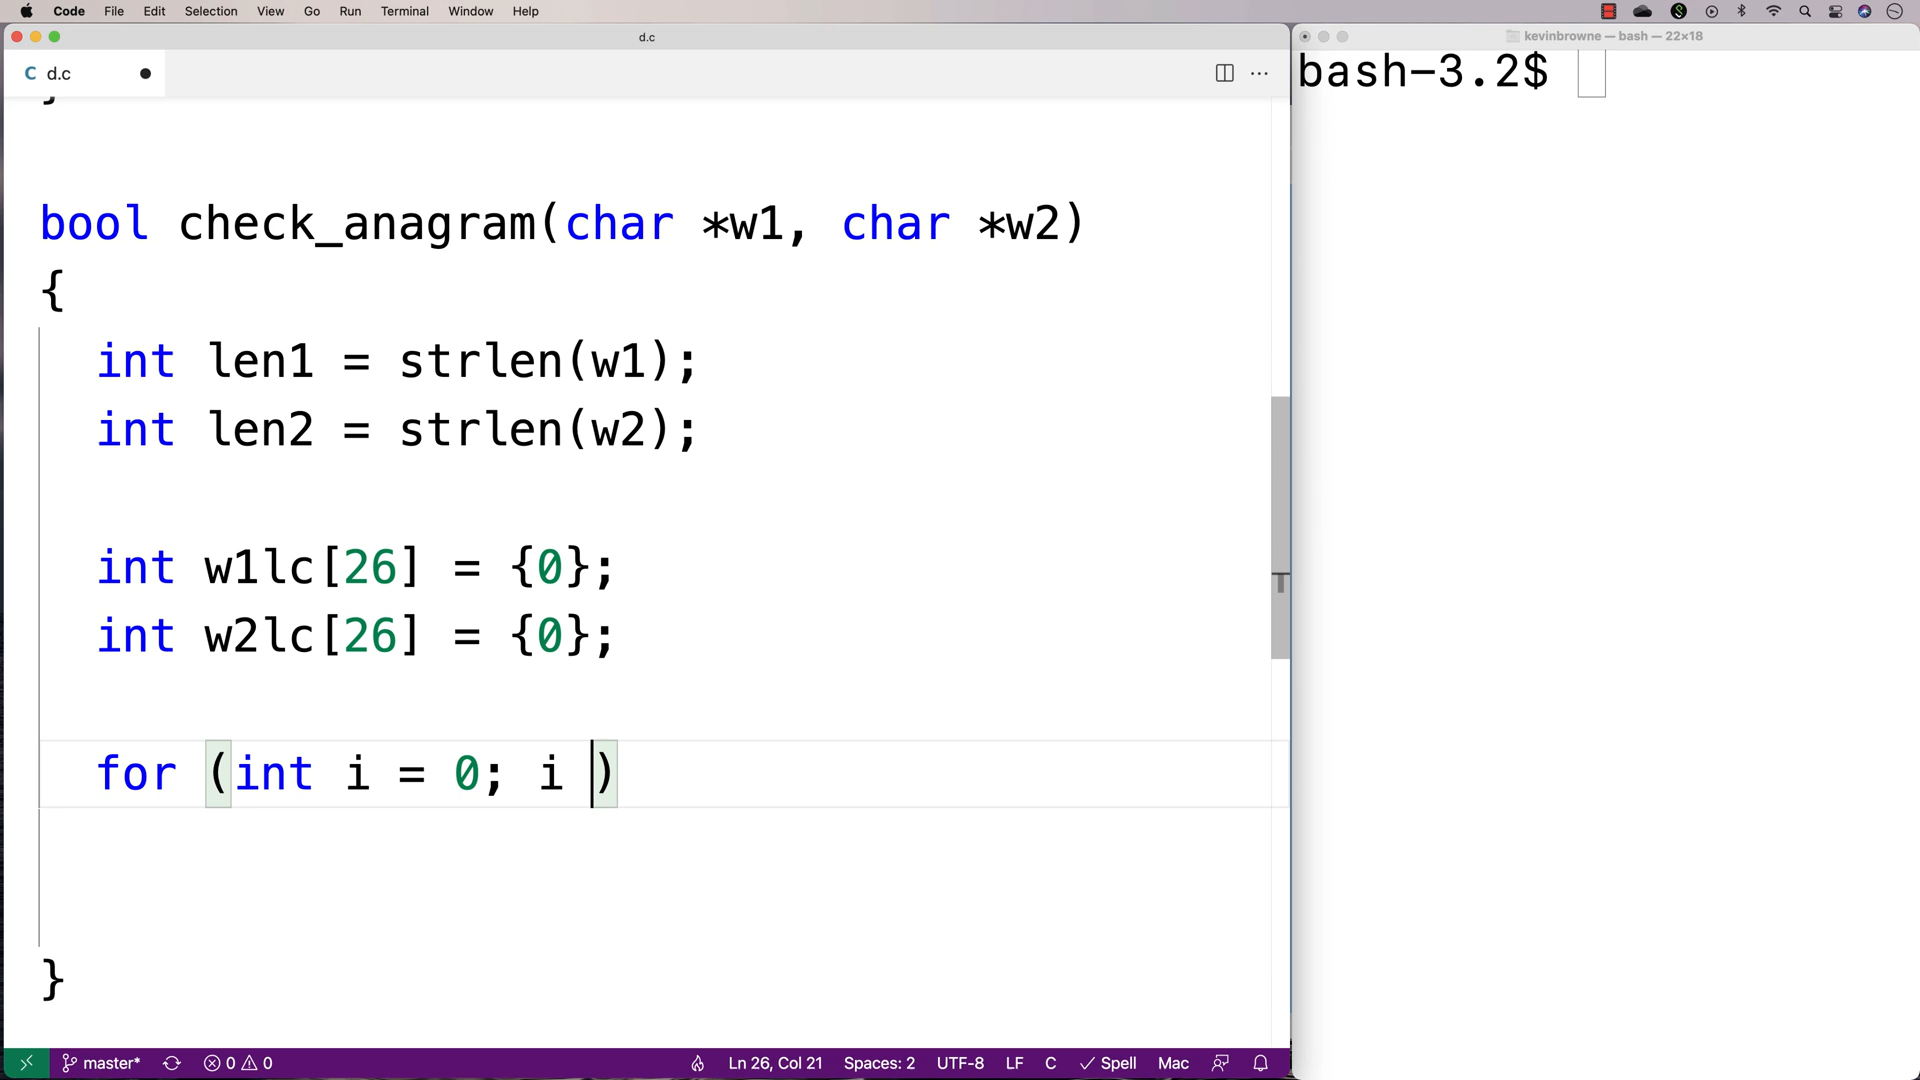 Code File Edit Selection View Go Run Terminal Window Help
d.c
kevinbrowne — bash — 22×18
C d.c
bash-3.2$
}
bool check_anagram(char *w1, char *w2)
{
int len1 = strlen(w1);
int len2 = strlen(w2);
int w1lc[26] = {0};
int w2lc[26] = {0};
for (int i = 0; i )
}
master* 0 0 Ln 26, Col 21 Spaces: 2 UTF-8 LF C Spell Mac